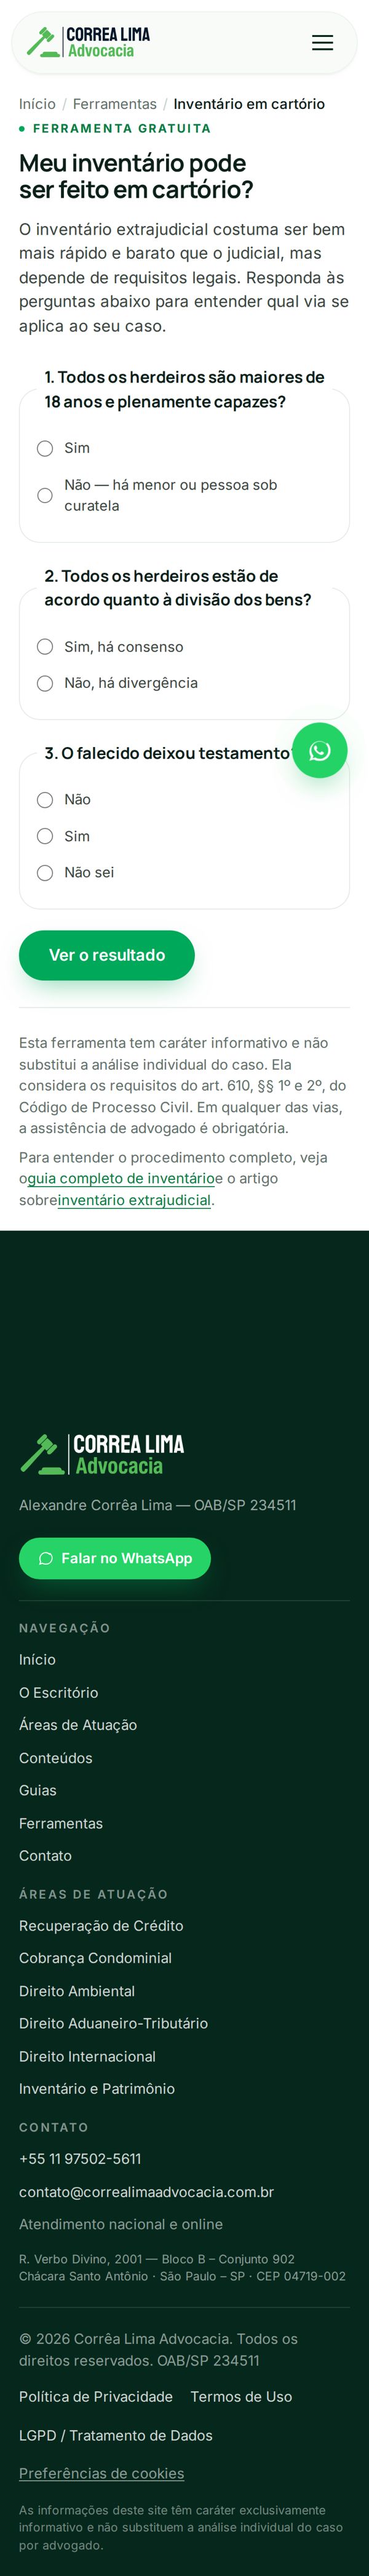 CORREA LIMA
Advocacia
Início / Ferramentas / Inventário em cartório
FERRAMENTA GRATUITA
Meu inventário pode
ser feito em cartório?
O inventário extrajudicial costuma ser bem
mais rápido e barato que o judicial, mas
depende de requisitos legais. Responda às
perguntas abaixo para entender qual via se
aplica ao seu caso.
1. Todos os herdeiros são maiores de
18 anos e plenamente capazes?
Sim
Não — há menor ou pessoa sob
curatela
2. Todos os herdeiros estão de
acordo quanto à divisão dos bens?
Sim, há consenso
Não, há divergência
3. O falecido deixou testamento?
Não
Sim
Não sei
Ver o resultado
Esta ferramenta tem caráter informativo e não
substitui a análise individual do caso. Ela
considera os requisitos do art. 610, §§ 1º e 2º, do
Código de Processo Civil. Em qualquer das vias,
a assistência de advogado é obrigatória.
Para entender o procedimento completo, veja
oguia completo de inventárioe o artigo
sobreinventário extrajudicial.
CORREA LIMA
Advocacia
Alexandre Corrêa Lima — OAB/SP 234511
Falar no WhatsApp
NAVEGAÇÃO
Início
O Escritório
Áreas de Atuação
Conteúdos
Guias
Ferramentas
Contato
ÁREAS DE ATUAÇÃO
Recuperação de Crédito
Cobrança Condominial
Direito Ambiental
Direito Aduaneiro-Tributário
Direito Internacional
Inventário e Patrimônio
CONTATO
+55 11 97502-5611
contato@correalimaadvocacia.com.br
Atendimento nacional e online
R. Verbo Divino, 2001 — Bloco B – Conjunto 902
Chácara Santo Antônio · São Paulo – SP · CEP 04719-002
© 2026 Corrêa Lima Advocacia. Todos os
direitos reservados. OAB/SP 234511
Política de Privacidade Termos de Uso
LGPD / Tratamento de Dados
Preferências de cookies
As informações deste site têm caráter exclusivamente
informativo e não substituem a análise individual do caso
por advogado.